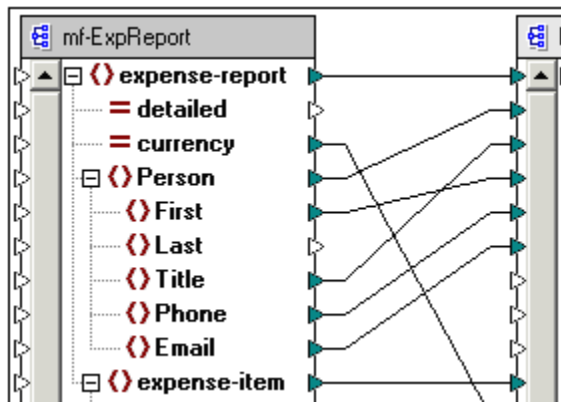 mf-ExpReport
expense-report
detailed
currency
Person
First
Last
Title
Phone
Email
expense-item